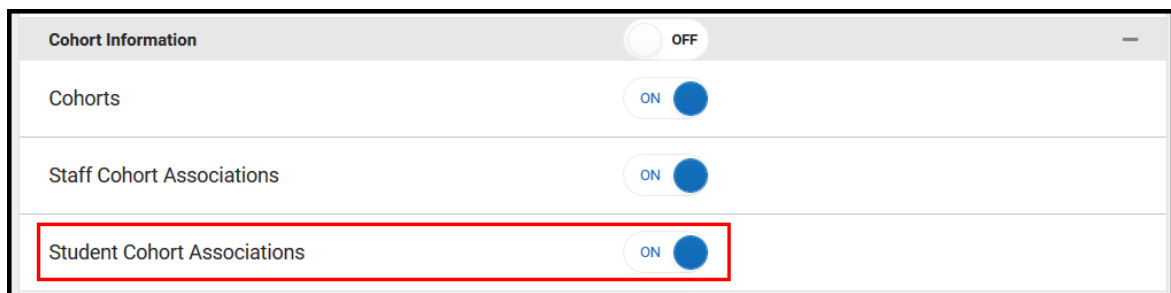 Cohort Information OFF
Cohorts ON
Staff Cohort Associations ON
Student Cohort Associations ON